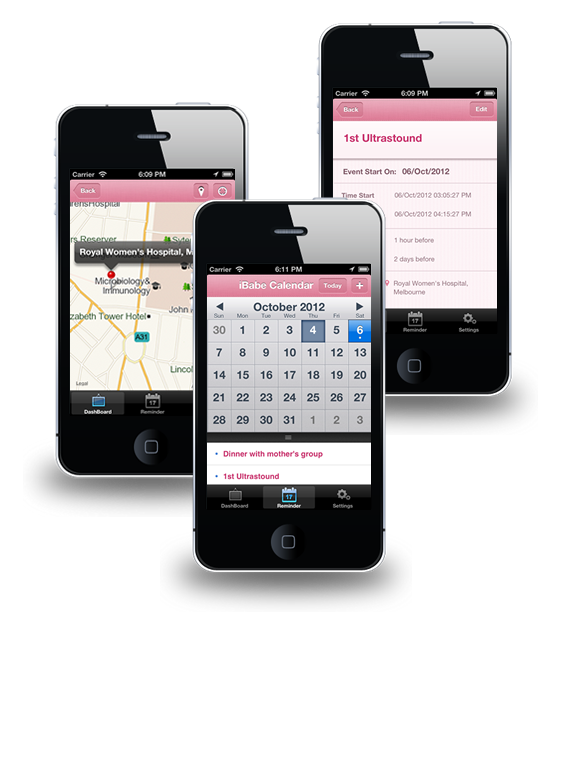 Carrier 6:09 PM
Back Edit
1st Ultrastound
Event Start On: 06/Oct/2012
Time Start 06/Oct/2012 03:05:27 PM
06/Oct/2012 04:15:27 PM
1 hour before
2 days before
Royal Women's Hospital,
Melbourne
17
Reminder Settings
Carrier 6:09 PM
Back
rensHospital
rs Reserver
Royal Women's Hospital, M
Microbiology&
Immunology
John
zabeth Tower Hotel
A31
Lincol
Legal
17
DashBoard Reminder
Carrier 6:11 PM
iBabe Calendar Today +
October 2012
Sun Mon Tue Wed Thu Fri Sat
30 1 2 3 4 5 6
7 8 9 10 11 12 13
14 15 16 17 18 19 20
21 22 23 24 25 26 27
28 29 30 31 1 2 3
Dinner with mother's group
1st Ultrastound
17
DashBoard Reminder Settings